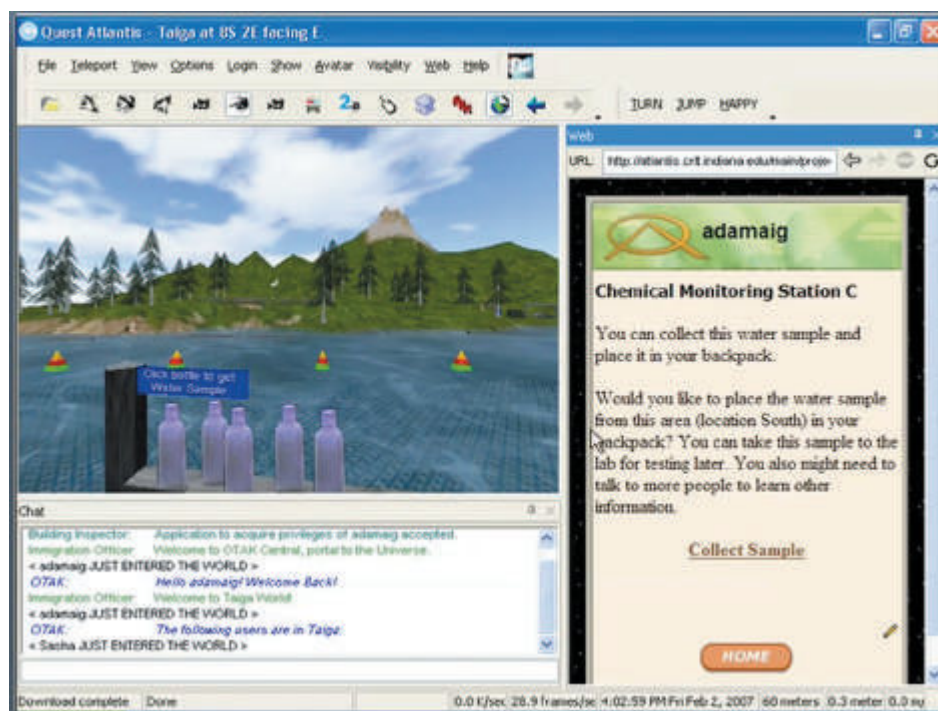 Quest Atlantis - Taiga at 8S 2E facing E
File Teleport View Options Login Show Avatar Visibility Web Help
TURN JUMP HAPPY
Web
URL: http://atlantis.crlt.indiana.edu/main/proje
adamaig
Chemical Monitoring Station C
You can collect this water sample and
place it in your backpack.
Would you like to place the water sample
from this area (location South) in your
backpack? You can take this sample to the
lab for testing later. You also might need to
talk to more people to learn other
information.
Collect Sample
HOME
Click bottle to get
Water Sample
Chat
Building Inspector: Application to acquire privileges of adamaig accepted.
Immigration Officer: Welcome to OTAK Central, portal to the Universe.
< adamaig JUST ENTERED THE WORLD >
OTAK: Hello adamaig! Welcome Back!
Immigration Officer: Welcome to Taiga World!
< adamaig JUST ENTERED THE WORLD >
OTAK: The following users are in Taiga:
< Sasha JUST ENTERED THE WORLD >
Download complete Done 0.0 K/sec 28.9 frames/se 4:02:59 PM Fri Feb 2, 2007 60 meters 0.3 meter 0.0